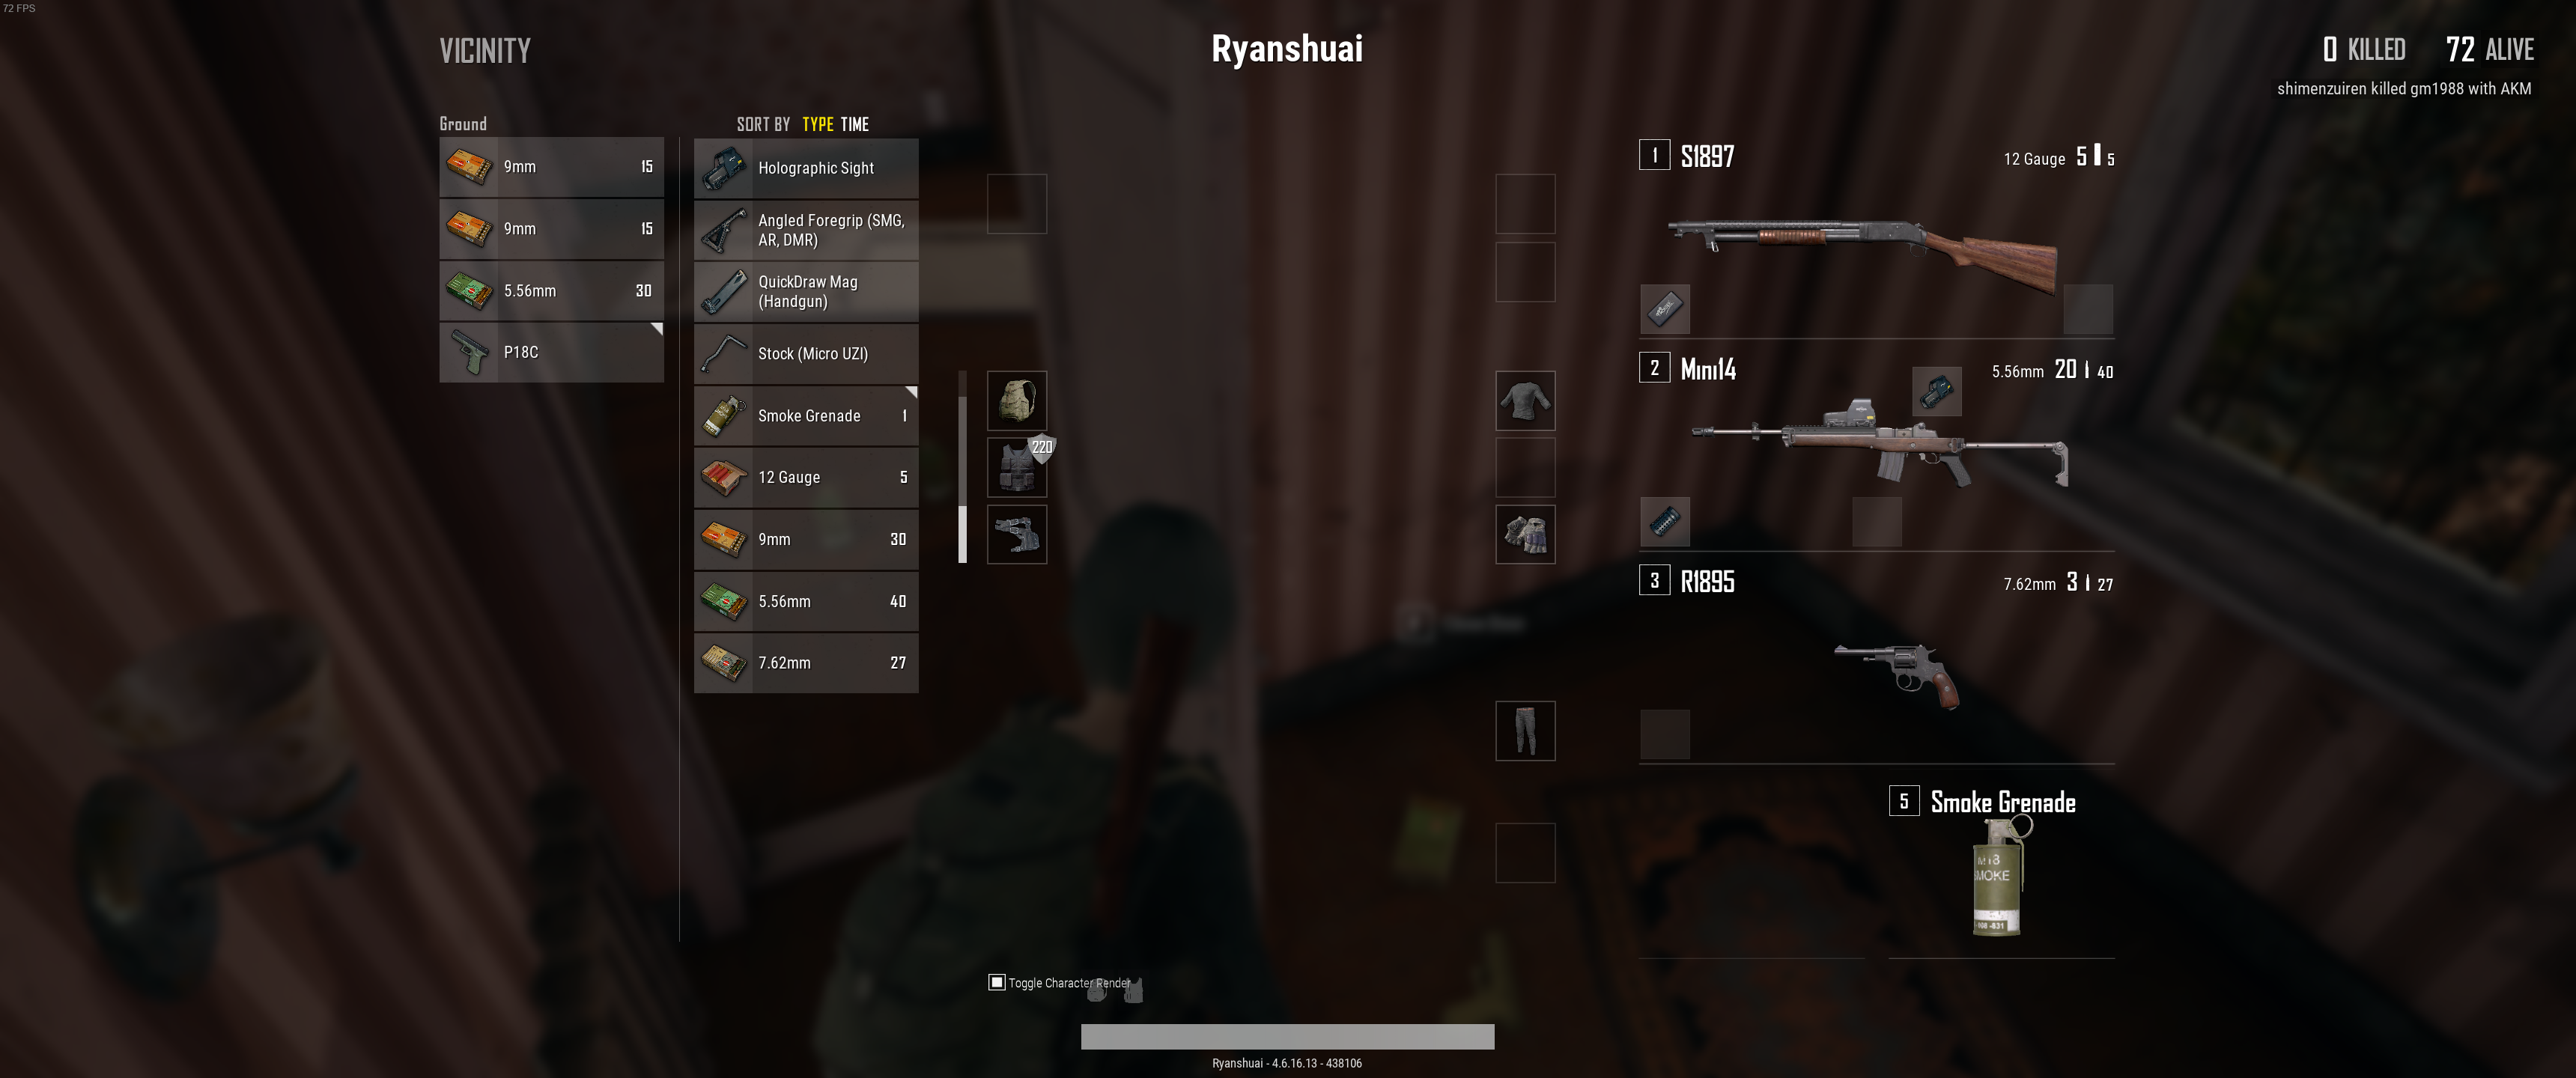 72 FPS
VICINITY
Ryanshuai
0 KILLED 72 ALIVE
shimenzuiren killed gm1988 with AKM
Ground
9mm 15
9mm 15
5.56mm 30
P18C
SORT BY TYPE TIME
Holographic Sight
Angled Foregrip (SMG,
AR, DMR)
QuickDraw Mag
(Handgun)
Stock (Micro UZI)
Smoke Grenade 1
12 Gauge 5
9mm 30
5.56mm 40
7.62mm 27
220
1 S1897 12 Gauge 5 5
2 Mini14 5.56mm 20 40
3 R1895 7.62mm 3 27
5 Smoke Grenade
M18
SMOKE
Toggle Character Render
Ryanshuai - 4.6.16.13 - 438106